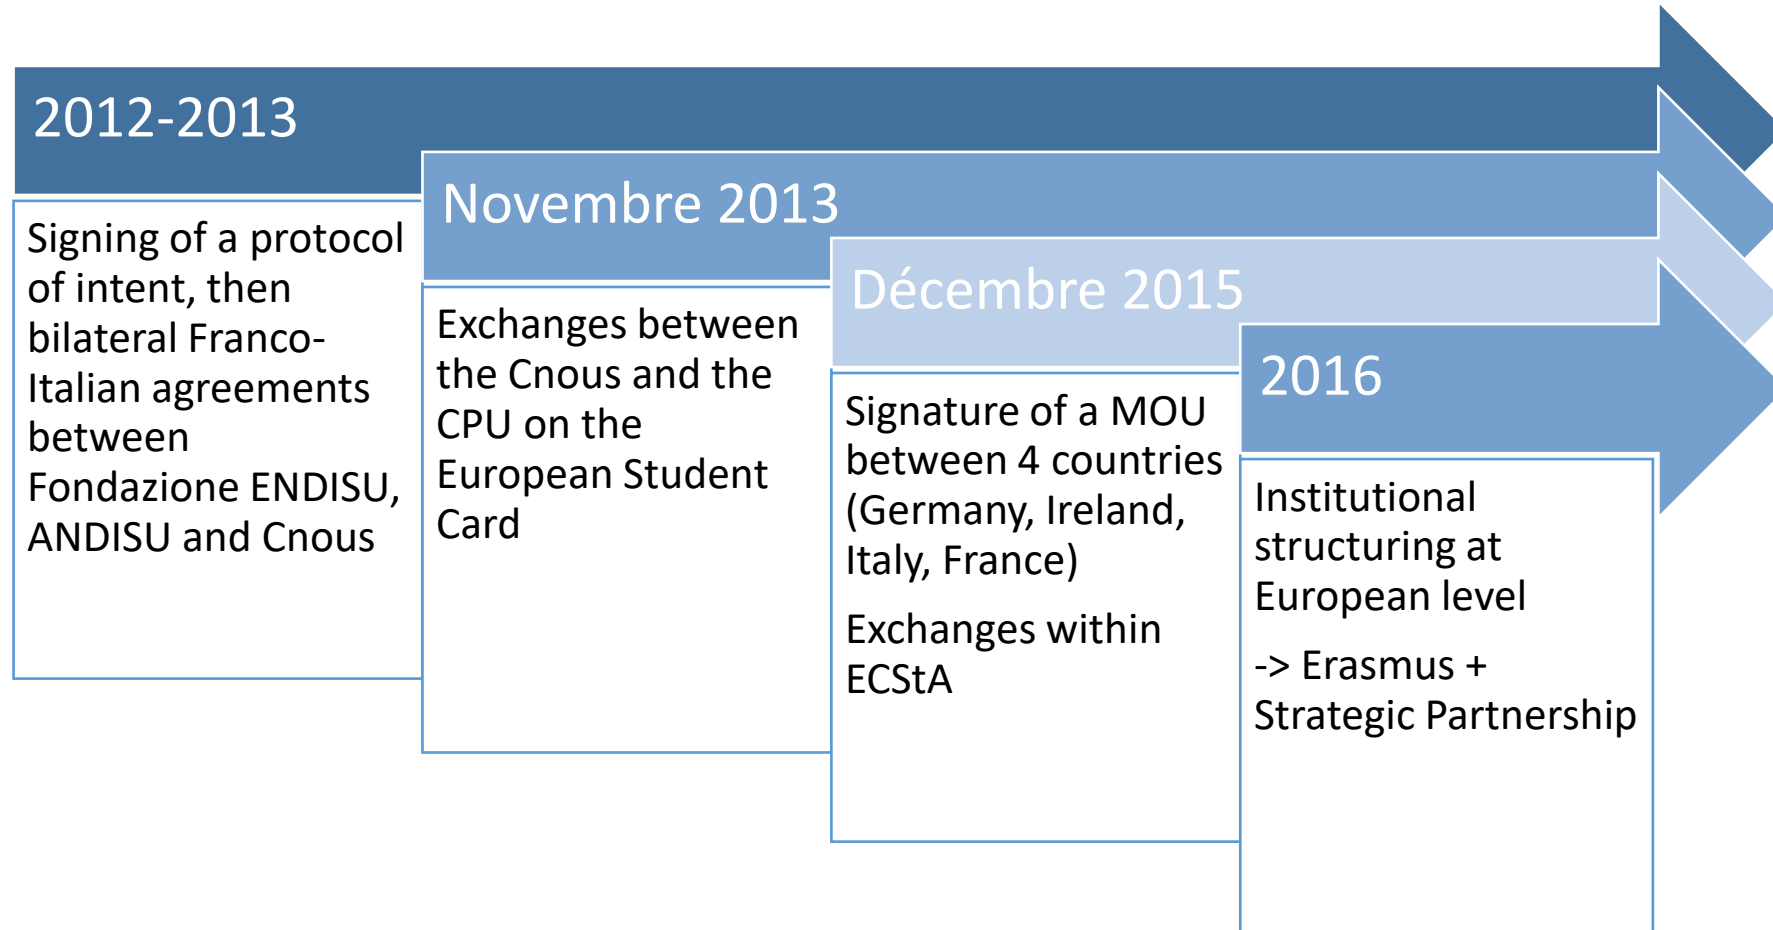 2012-2013
Signing of a protocol
of intent, then
bilateral Franco-
Italian agreements
between
Fondazione ENDISU,
ANDISU and Cnous
Novembre 2013
Exchanges between
the Cnous and the
CPU on the
European Student
Card
Décembre 2015
Signature of a MOU
between 4 countries
(Germany, Ireland,
Italy, France)
Exchanges within
ECStA
2016
Institutional
structuring at
European level
-> Erasmus +
Strategic Partnership